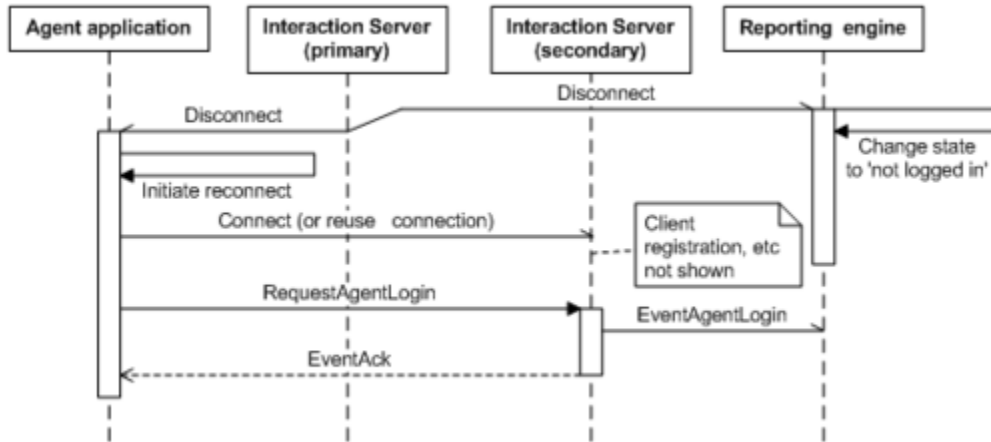 Agent application
Interaction Server
(primary)
Interaction Server
(secondary)
Reporting engine
Disconnect
Disconnect
Change state
to 'not logged in'
Initiate reconnect
Connect (or reuse connection)
Client
registration, etc
not shown
RequestAgentLogin
EventAgentLogin
EventAck